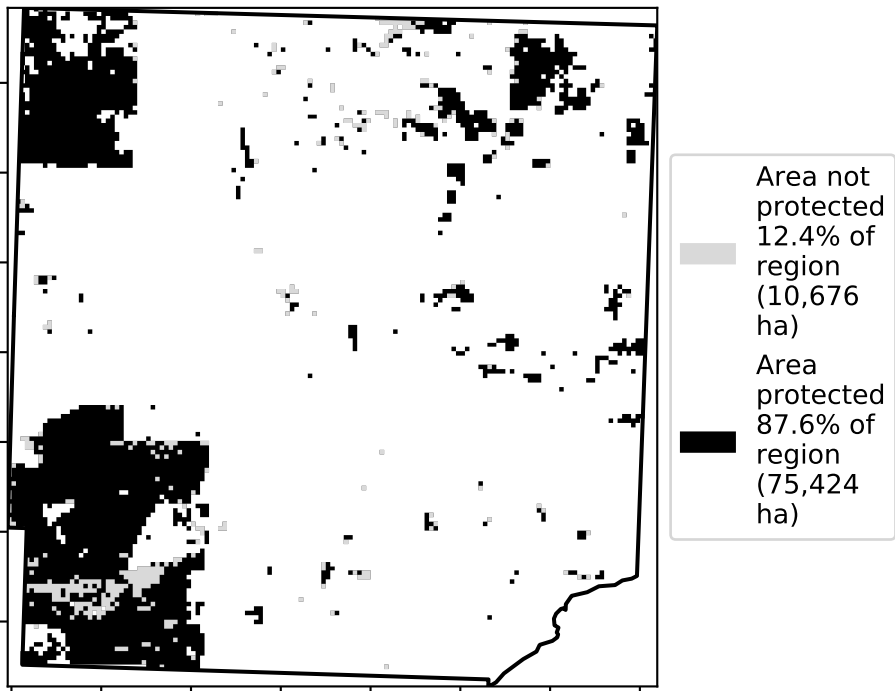 Area not
protected
12.4% of
region
(10,676
ha)
Area
protected
87.6% of
region
(75,424
ha)